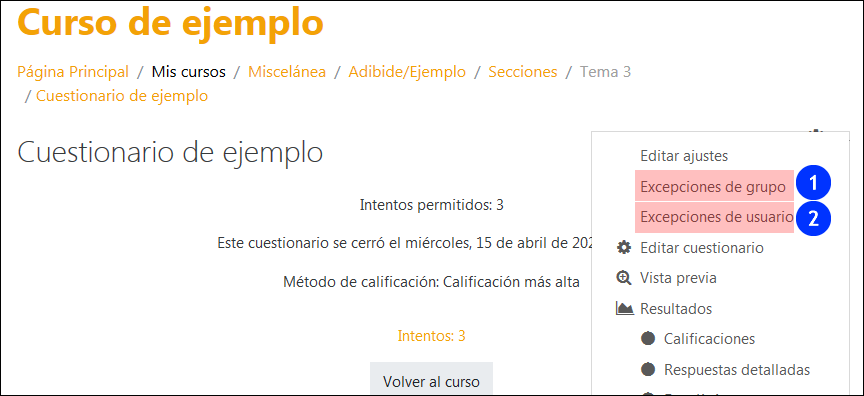 Curso de ejemplo
Página Principal / Mis cursos / Miscelánea / Adibide/Ejemplo / Secciones / Tema 3
/ Cuestionario de ejemplo
Cuestionario de ejemplo
Intentos permitidos: 3
Este cuestionario se cerró el miércoles, 15 de abril de
Método de calificación: Calificación más alta
Intentos: 3
Volver al curso
Editar ajustes
Excepciones de grupo 1
Excepciones de usuario 2
Editar cuestionario
Vista previa
Resultados
Calificaciones
Respuestas detalladas